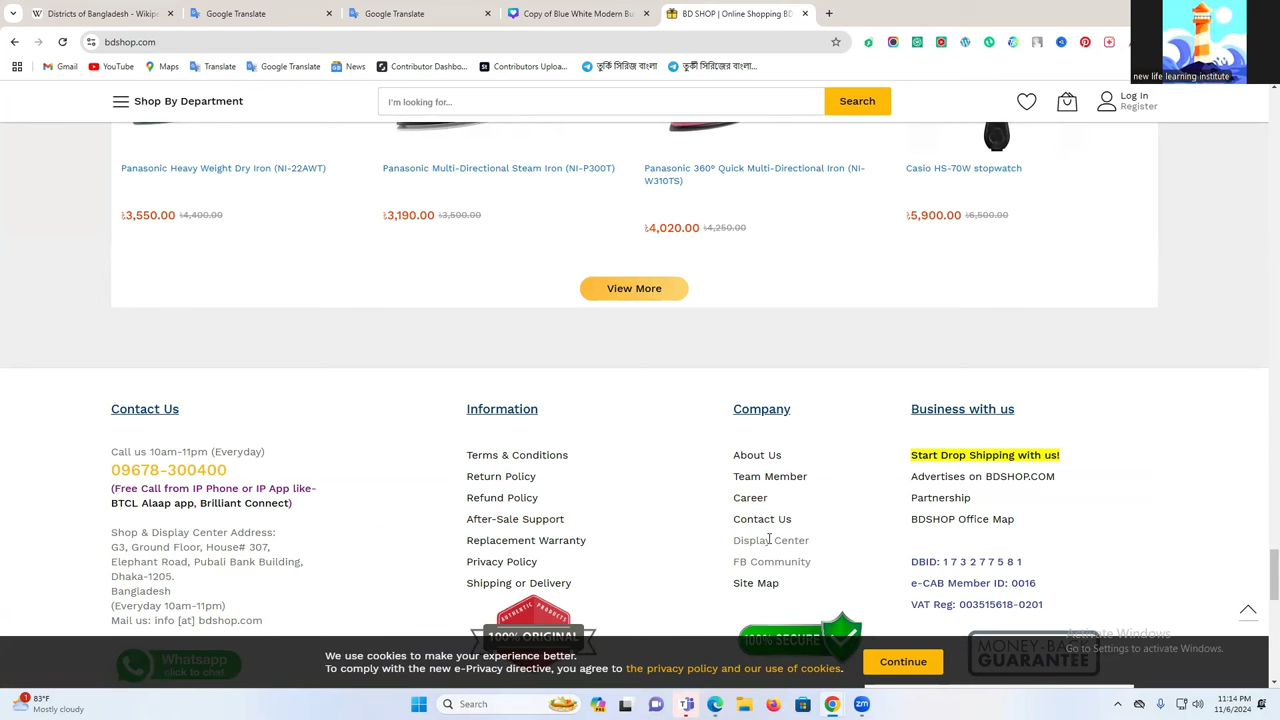 Districts of Bangladesh - Wikip
Google Translate
Google Translate
Copy of Blue Modern Bu
BD SHOP | Online Shopping BD
bdshop.com
Gmail
YouTube
Maps
Translate
Google Translate
News
Contributor Dashbo...
Contributors Uplo...
তুর্কি সিরিজ বাংলা
তুর্কী সিরিজের বাংলা...
new life learning institute
Shop By Department
I'm looking for...
Search
Log In
Register
Panasonic Heavy Weight Dry Iron (NI-22AWT)
Panasonic Multi-Directional Steam Iron (NI-P300T)
Panasonic 360° Quick Multi-Directional Iron (NI-
W310TS)
Casio HS-70W stopwatch
৳3,550.00 ৳4,400.00
৳3,190.00 ৳3,500.00
৳4,020.00 ৳4,250.00
৳5,900.00 ৳6,500.00
View More
Contact Us
Call us 10am-11pm (Everyday)
09678-300400
(Free Call from IP Phone or IP App like-
BTCL Alaap app, Brilliant Connect)
Shop & Display Center Address:
G3, Ground Floor, House# 307,
Elephant Road, Pubali Bank Building,
Dhaka-1205.
Bangladesh
(Everyday 10am-11pm)
Mail us: info [at] bdshop.com
Information
Terms & Conditions
Return Policy
Refund Policy
After-Sale Support
Replacement Warranty
Privacy Policy
Shipping or Delivery
Company
About Us
Team Member
Career
Contact Us
Display Center
FB Community
Site Map
Business with us
Start Drop Shipping with us!
Advertises on BDSHOP.COM
Partnership
BDSHOP Office Map
DBID: 1 7 3 2 7 7 5 8 1
e-CAB Member ID: 0016
VAT Reg: 003515618-0201
AUTHENTIC PRODUCTS
100% ORIGINAL
100% SECURE
MONEY-BACK
GUARANTEE
Activate Windows
Go to Settings to activate Windows.
Whatsapp
click to chat
We use cookies to make your experience better.
To comply with the new e-Privacy directive, you agree to the privacy policy and our use of cookies.
Continue
1
83°F
Mostly cloudy
Search
11:14 PM
11/6/2024